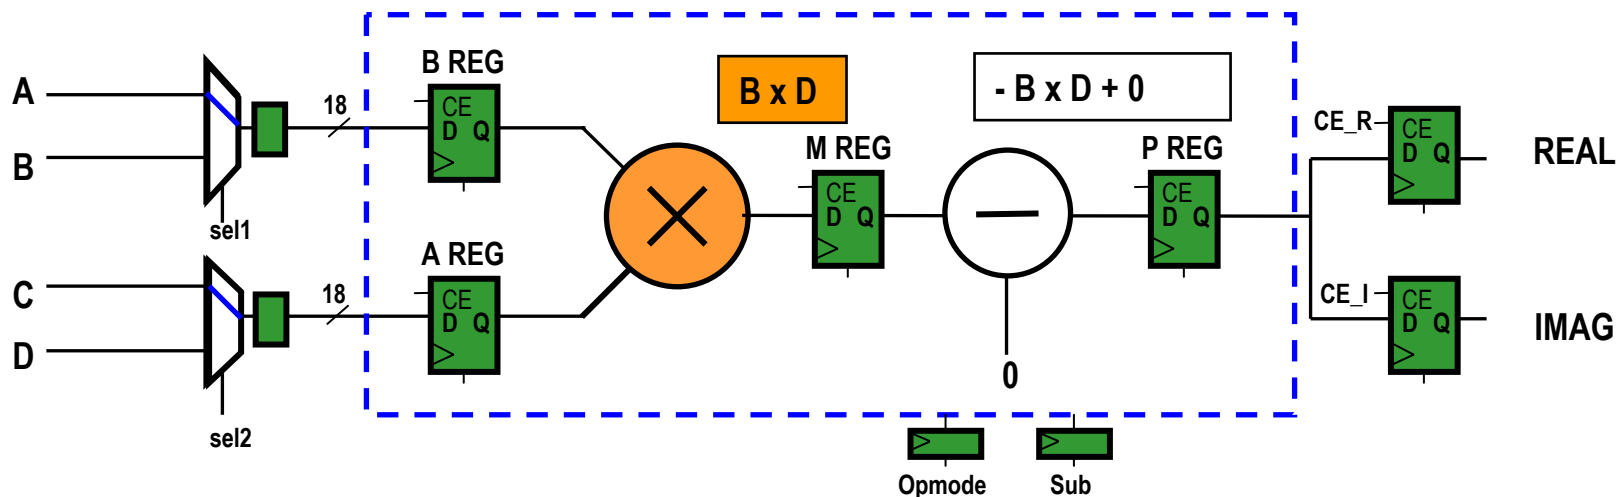 A
B
sel1
C
D
sel2
18
18
B REG
CE
D Q
A REG
CE
D Q
B x D
M REG
CE
D Q
- B x D + 0
0
P REG
CE
D Q
CE_R
CE
D Q
REAL
CE_I
CE
D Q
IMAG
Opmode
Sub